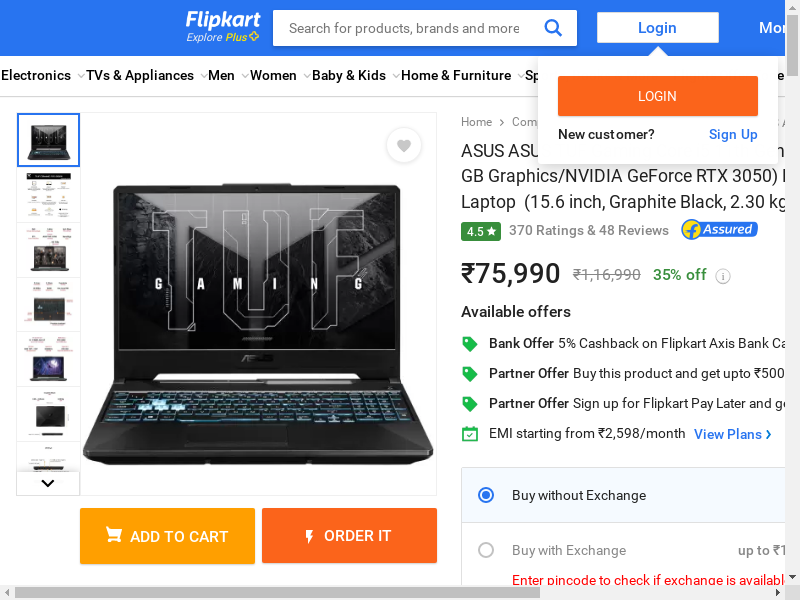 Flipkart
Explore Plus
Search for products, brands and more
Login
Mor
Electronics
TVs & Appliances
Men
Women
Baby & Kids
Home & Furniture
Sp
e
LOGIN
New customer?
Sign Up
Home
Com
ASUS ASU
GB Graphics/NVIDIA GeForce RTX 3050)
Laptop (15.6 inch, Graphite Black, 2.30 kg
4.5
370 Ratings & 48 Reviews
Assured
₹75,990
₹1,16,990
35% off
Available offers
Bank Offer 5% Cashback on Flipkart Axis Bank Ca
Partner Offer Buy this product and get upto ₹500
Partner Offer Sign up for Flipkart Pay Later and ge
EMI starting from ₹2,598/month
View Plans
Buy without Exchange
Buy with Exchange
up to ₹1
Enter pincode to check if exchange is availabl
TUF
GAMING
ASUS
ADD TO CART
ORDER IT